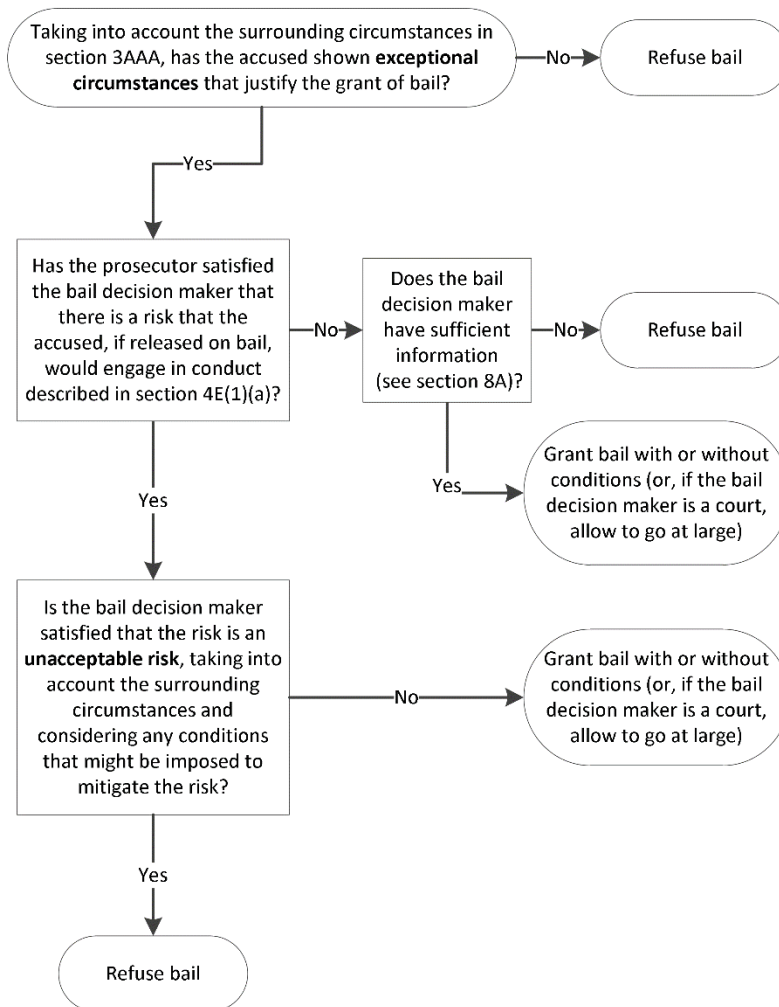 Taking into account the surrounding circumstances in
section 3AAA, has the accused shown exceptional
circumstances that justify the grant of bail?
No
Refuse bail
Yes
Has the prosecutor satisfied
the bail decision maker that
there is a risk that the
accused, if released on bail,
would engage in conduct
described in section 4E(1)(a)?
No
Does the bail
decision maker
have sufficient
information
(see section 8A)?
No
Refuse bail
Yes
Grant bail with or without
conditions (or, if the bail
decision maker is a court,
allow to go at large)
Yes
Is the bail decision maker
satisfied that the risk is an
unacceptable risk, taking into
account the surrounding
circumstances and
considering any conditions
that might be imposed to
mitigate the risk?
No
Grant bail with or without
conditions (or, if the bail
decision maker is a court,
allow to go at large)
Yes
Refuse bail